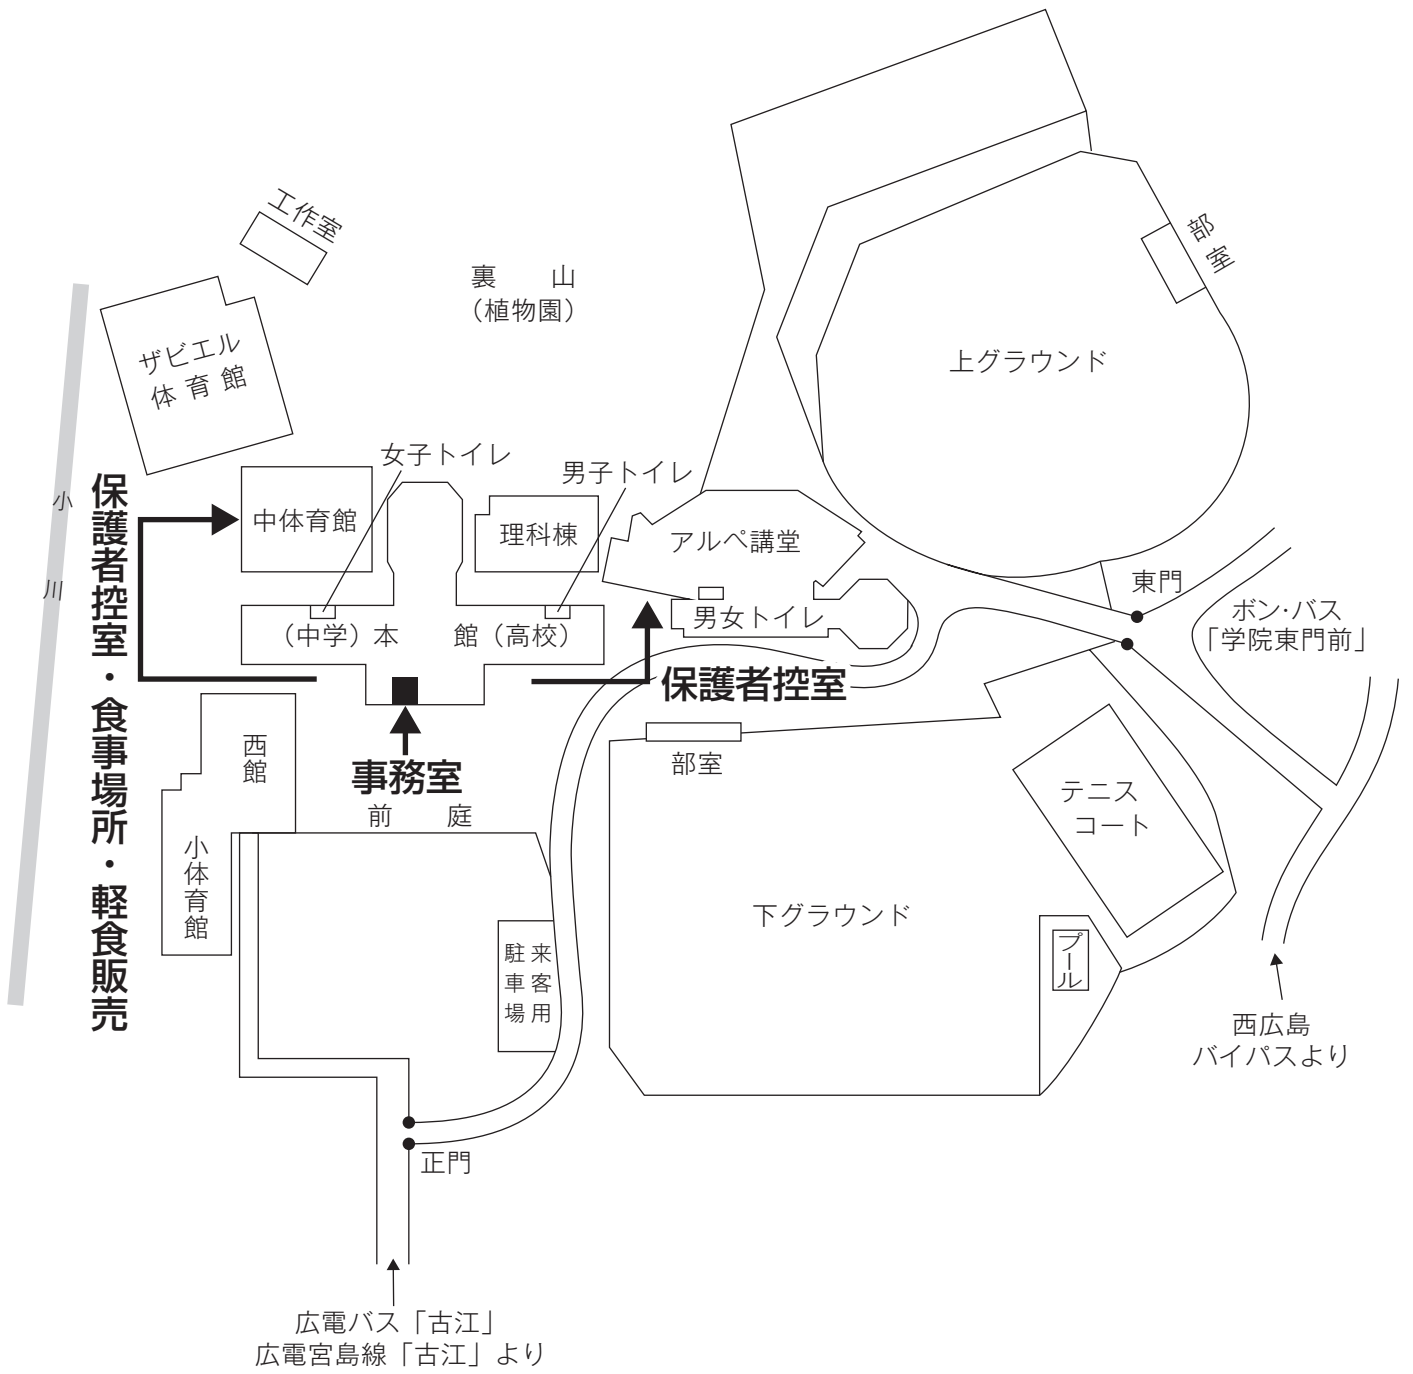 工作室
裏　山
（植物園）
部室
ザビエル
体育館
上グラウンド
女子トイレ
男子トイレ
小川
保護者控室・食事場所・軽食販売
中体育館
理科棟
アルペ講堂
東門
男女トイレ
ボン・バス
「学院東門前」
（中学）本　館（高校）
保護者控室
事務室
前　庭
西館
部室
テニス
コート
小体育館
下グラウンド
来客用
駐車場
プール
西広島
バイパスより
正門
広電バス「古江」
広電宮島線「古江」より